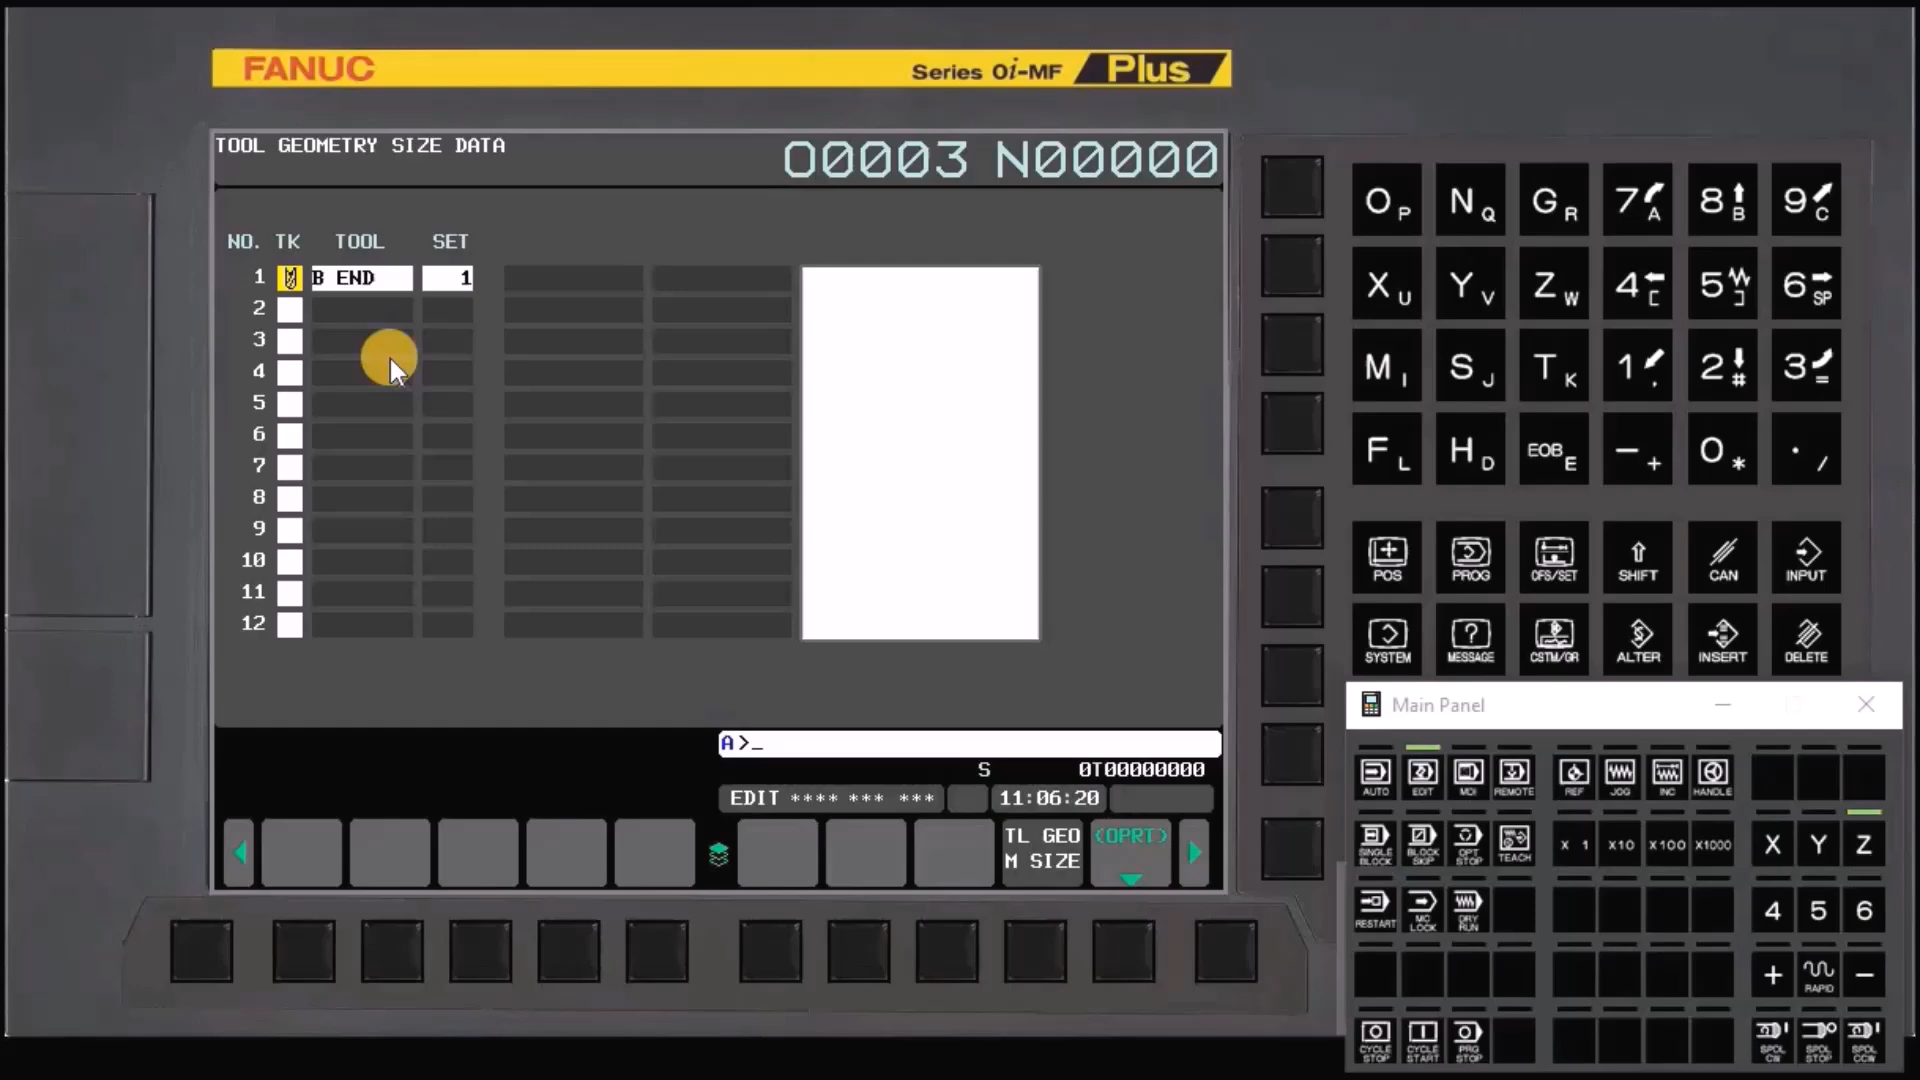 FANUC
Series 0i-MF Plus
TOOL GEOMETRY SIZE DATA
O0003 N00000
NO. TK TOOL SET
1 B END 1
2
3
4
5
6
7
8
9
10
11
12
A >_
S 0T00000000
EDIT **** *** *** 11:06:20
TL GEO
M SIZE
(OPRT)
O P N Q G R 7 A 8 B 9 C
X U Y V Z W 4 [ 5 ] 6 SP
M I S J T K 1 , 2 # 3 =
F L H D EOB E - + 0 * . /
POS PROG OFS/SET SHIFT CAN INPUT
SYSTEM MESSAGE CSTM/GR ALTER INSERT DELETE
Main Panel
AUTO EDIT MDI REMOTE REF JOG INC HANDLE
SINGLE BLOCK BLOCK SKIP OPT STOP TEACH X 1 X10 X100 X1000 X Y Z
RESTART MC LOCK DRY RUN 4 5 6
+ RAPID -
CYCLE STOP CYCLE START PRG STOP SPDL CW SPDL STOP SPDL CCW